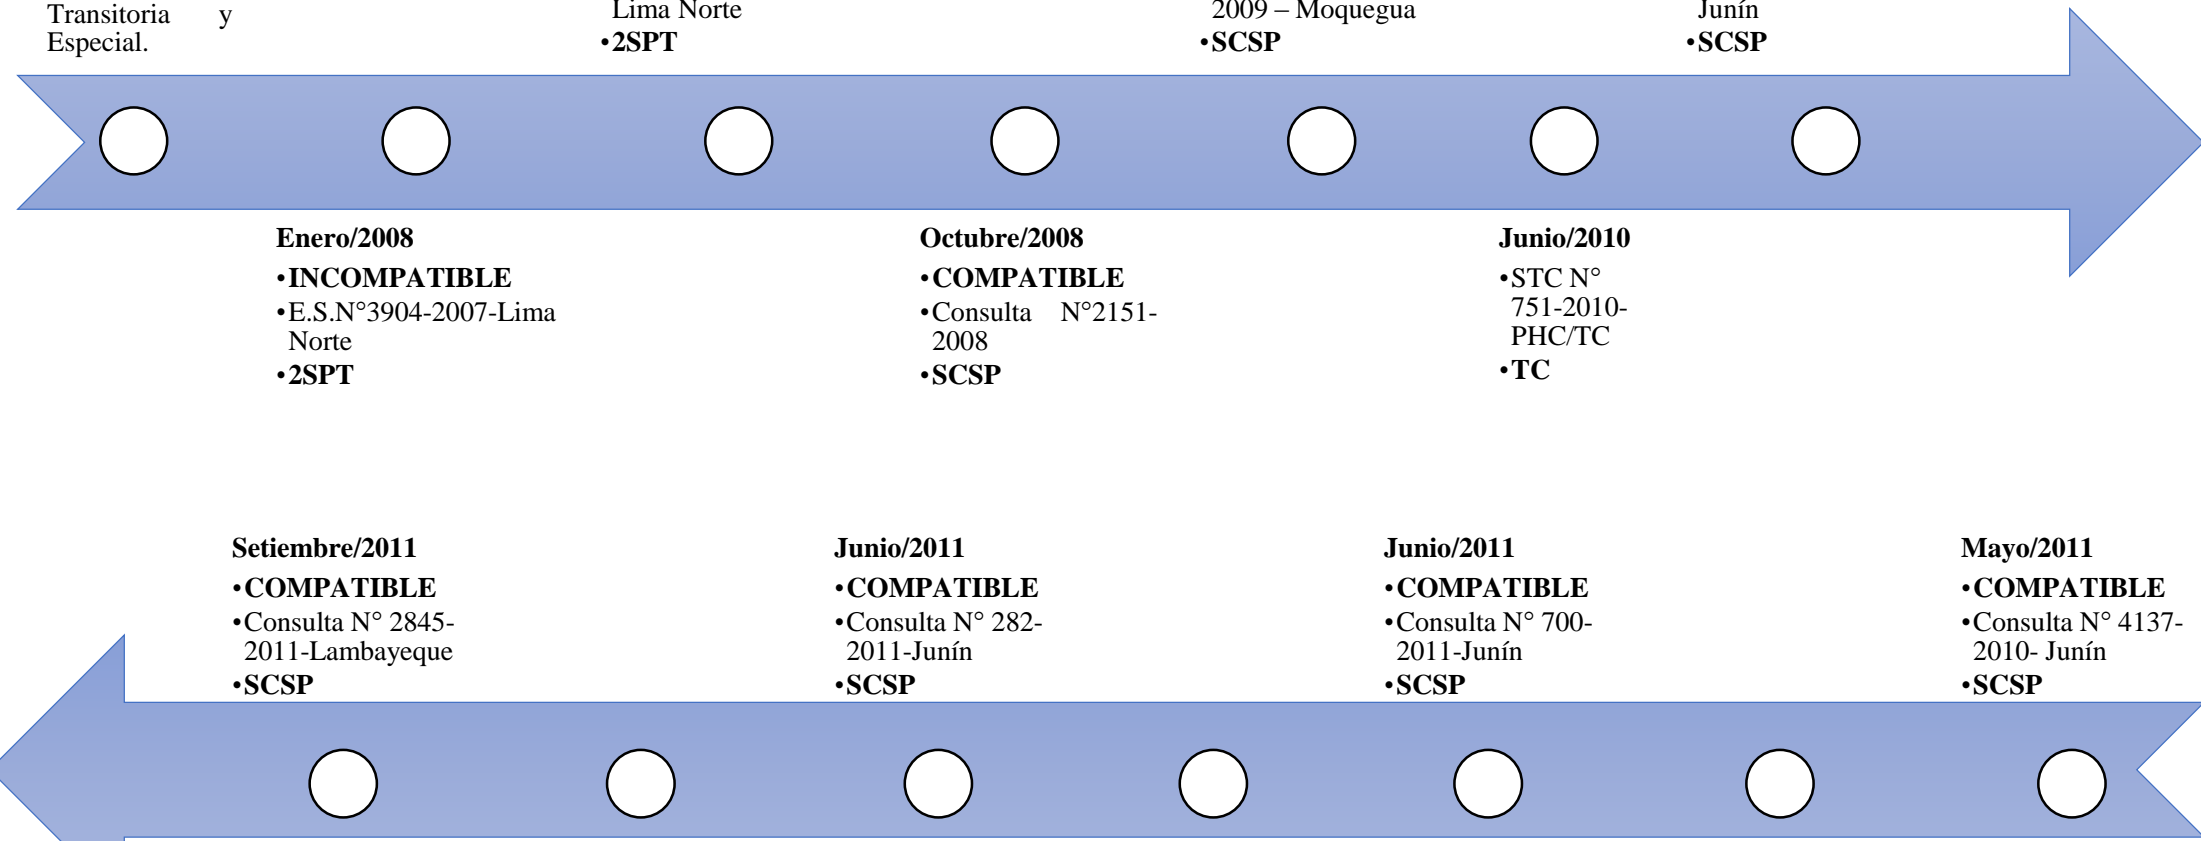 Transitoria y
Especial.
Lima Norte
•2SPT
2009 – Moquegua
•SCSP
Junín
•SCSP
Enero/2008
•INCOMPATIBLE
•E.S.N°3904-2007-Lima
Norte
•2SPT
Octubre/2008
•COMPATIBLE
•Consulta N°2151-
2008
•SCSP
Junio/2010
•STC N°
751-2010-
PHC/TC
•TC
Setiembre/2011
•COMPATIBLE
•Consulta N° 2845-
2011-Lambayeque
•SCSP
Junio/2011
•COMPATIBLE
•Consulta N° 282-
2011-Junín
•SCSP
Junio/2011
•COMPATIBLE
•Consulta N° 700-
2011-Junín
•SCSP
Mayo/2011
•COMPATIBLE
•Consulta N° 4137-
2010- Junín
•SCSP